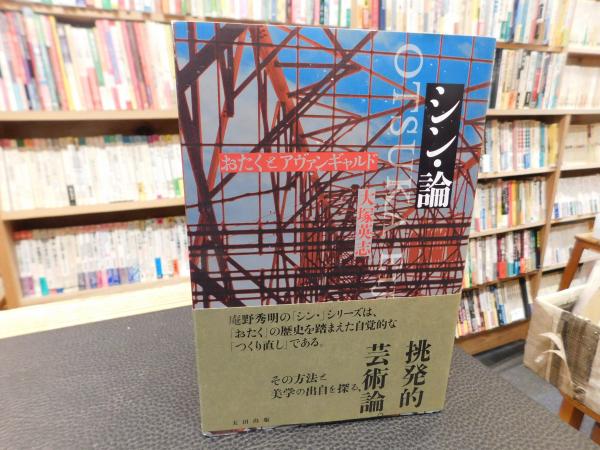 シン・論
おたくとアヴァンギャルド
大塚英志
OTSUKA EIJI
庵野秀明の「シン・」シリーズは、
「おたく」の歴史を踏まえた自覚的な
「つくり直し」である。
その方法と
美学の出自を探る、
挑発的
芸術論。
太田出版